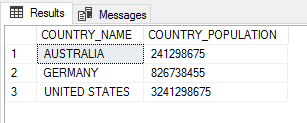 Results Messages
COUNTRY_NAME COUNTRY_POPULATION
1 AUSTRALIA 241298675
2 GERMANY 826738455
3 UNITED STATES 3241298675